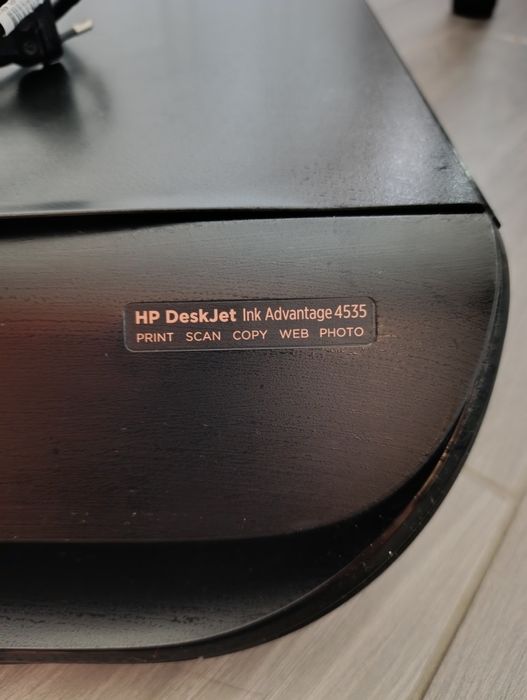 HP DeskJet Ink Advantage 4535
PRINT SCAN COPY WEB PHOTO